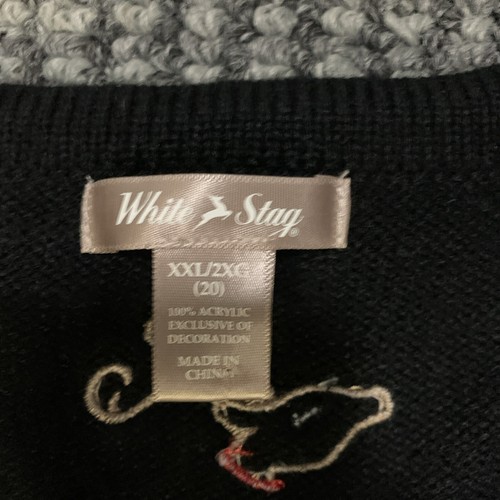 White Stag®
XXL/2XG
(20)
100% ACRYLIC
EXCLUSIVE OF
DECORATION
MADE IN
CHINA